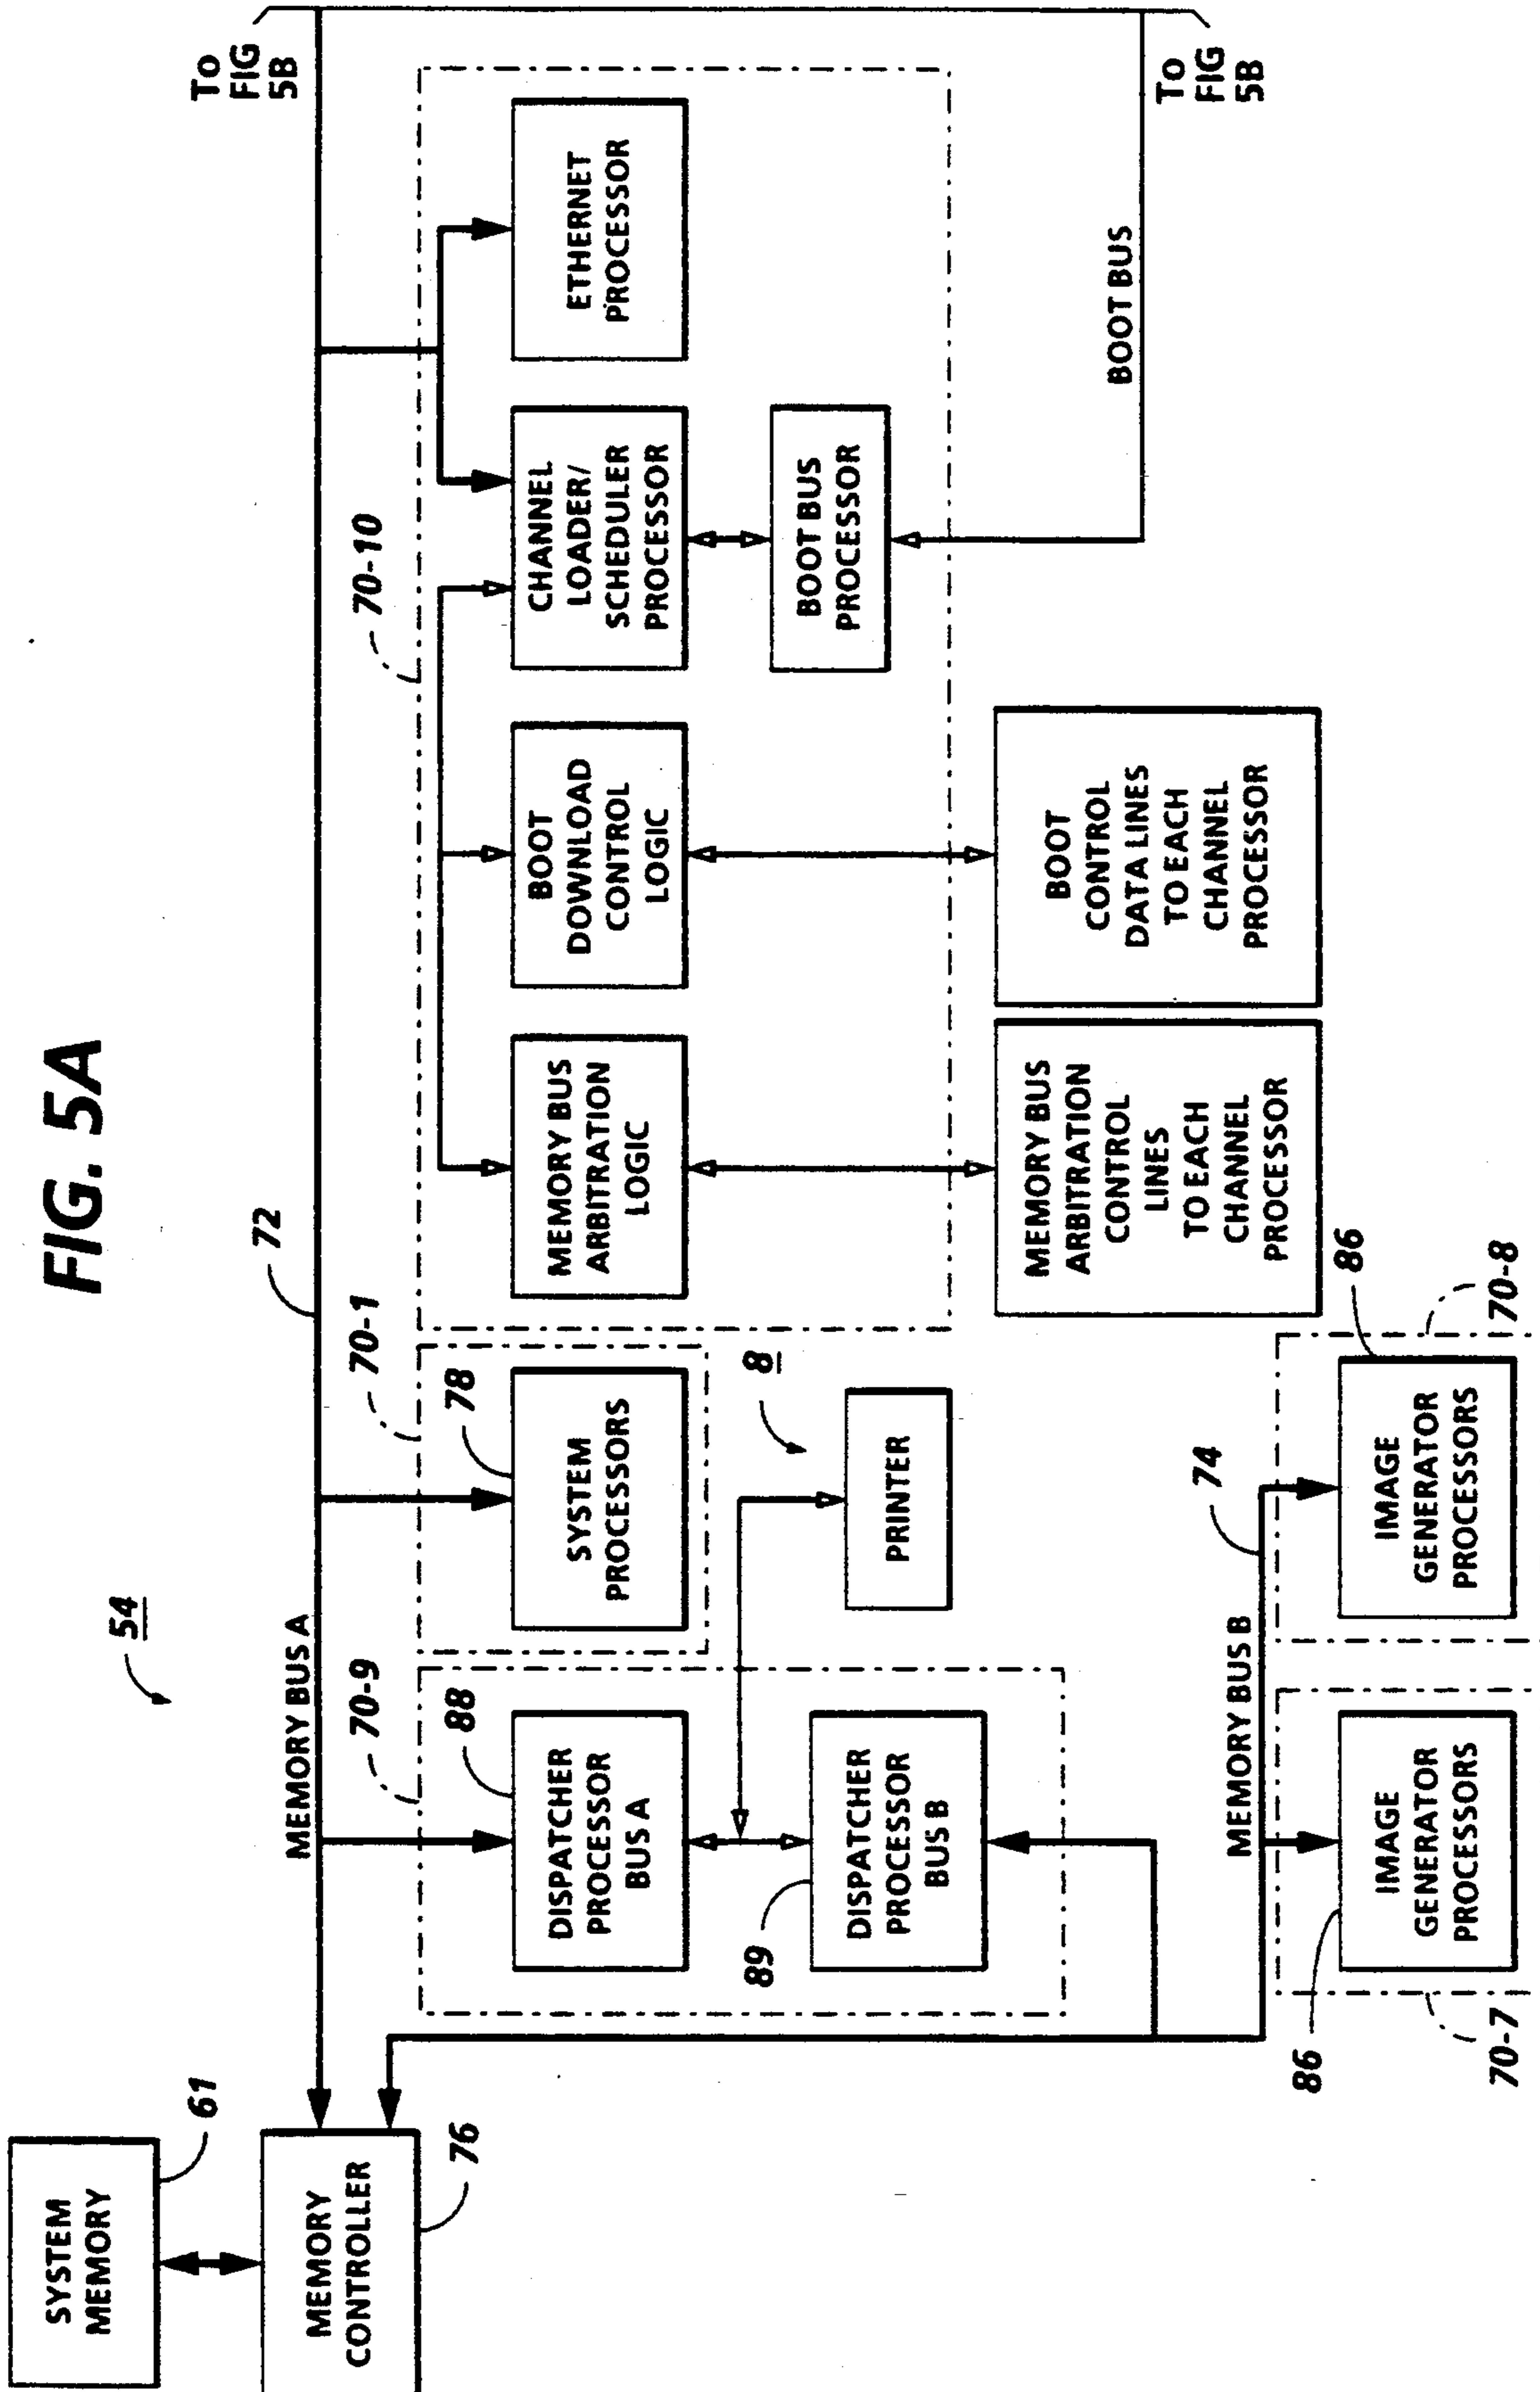 FIG. 5A
54
SYSTEM
MEMORY
61
MEMORY
CONTROLLER
76
MEMORY BUS A
72
To
FIG
5B
70-9
88
DISPATCHER
PROCESSOR
BUS A
89
DISPATCHER
PROCESSOR
BUS B
70-1
78
SYSTEM
PROCESSORS
8
PRINTER
70-10
MEMORY BUS
ARBITRATION
LOGIC
BOOT
DOWNLOAD
CONTROL
LOGIC
CHANNEL
LOADER/
SCHEDULER
PROCESSOR
ETHERNET
PROCESSOR
BOOT BUS
PROCESSOR
MEMORY BUS
ARBITRATION
CONTROL
LINES
TO EACH
CHANNEL
PROCESSOR
BOOT
CONTROL
DATA LINES
TO EACH
CHANNEL
PROCESSOR
BOOT BUS
To
FIG
5B
MEMORY BUS B
74
86
IMAGE
GENERATOR
PROCESSORS
70-7
86
IMAGE
GENERATOR
PROCESSORS
70-8